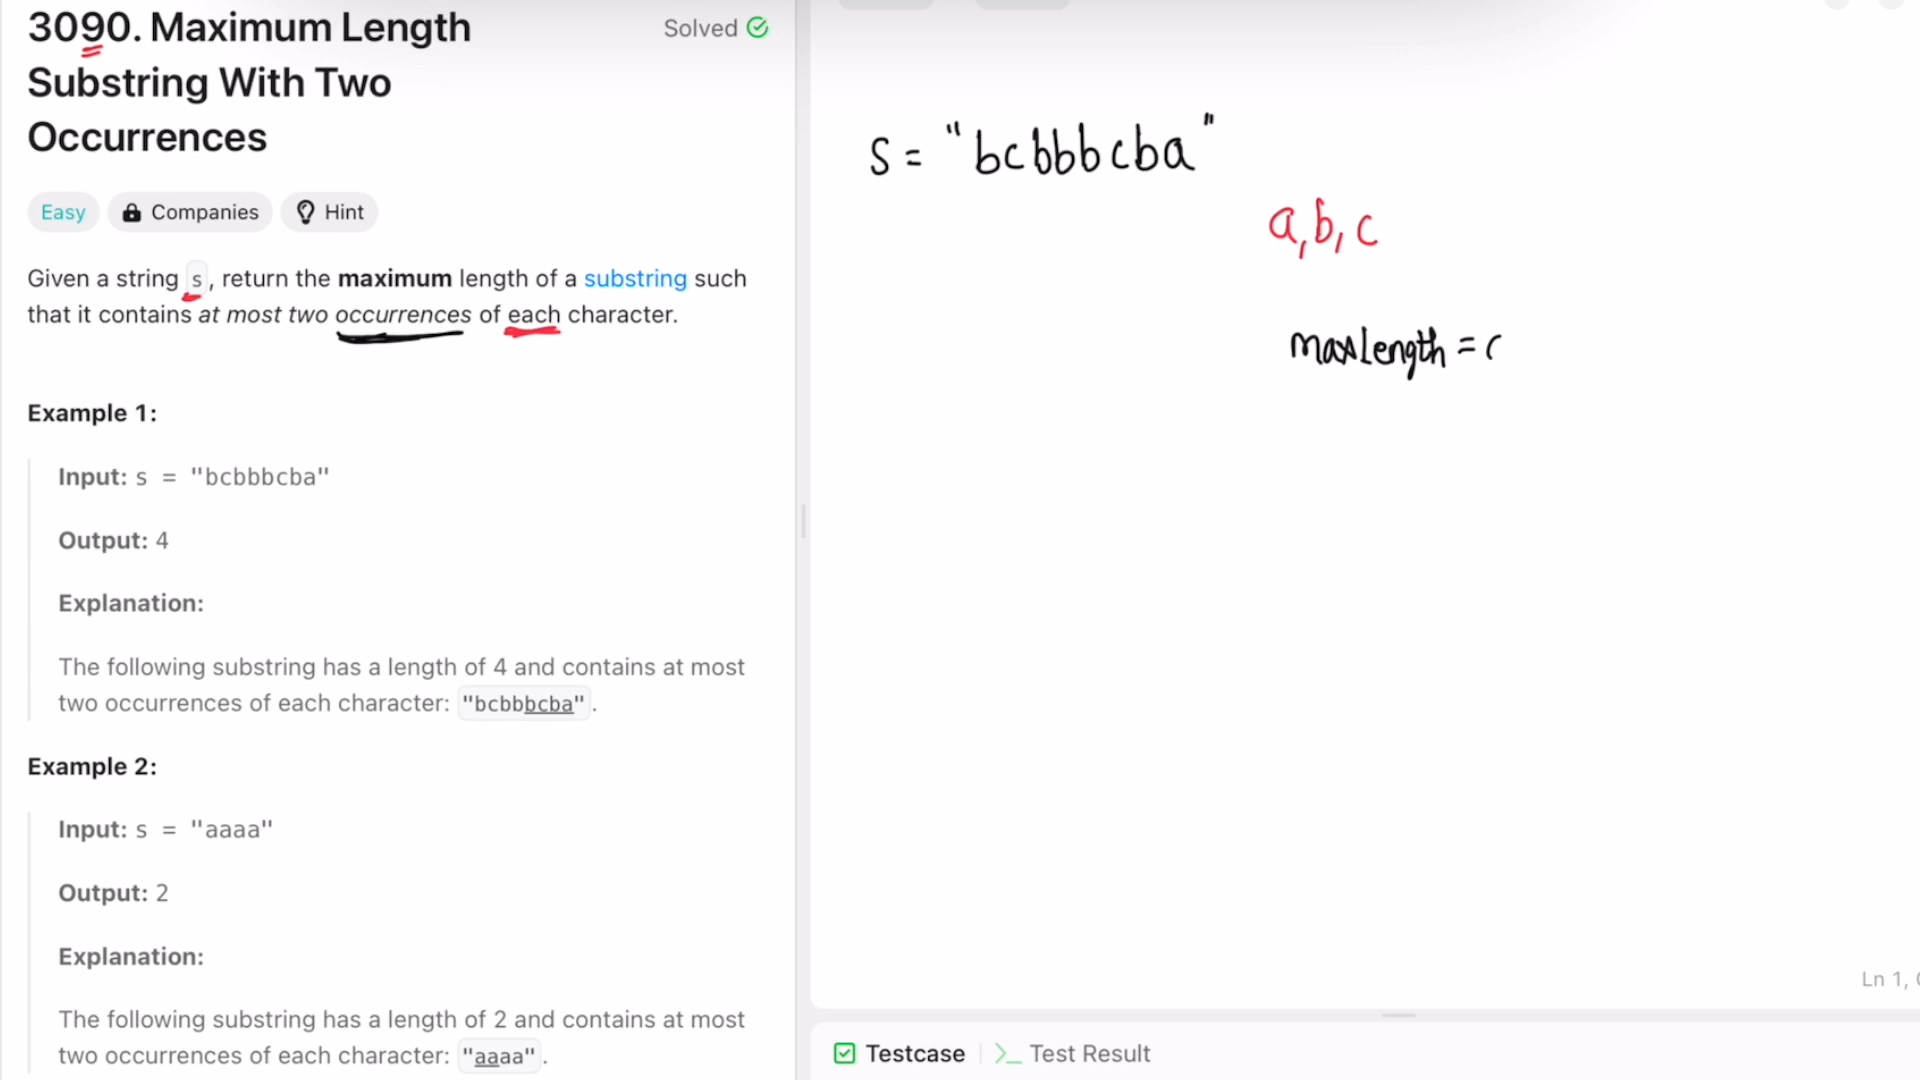 3090. Maximum Length
Substring With Two
Occurrences
Solved
Easy
Companies
Hint
Given a string s, return the maximum length of a substring such
that it contains at most two occurrences of each character.
Example 1:
Input: s = "bcbbbcba"
Output: 4
Explanation:
The following substring has a length of 4 and contains at most
two occurrences of each character: "bcbbbcba".
Example 2:
Input: s = "aaaa"
Output: 2
Explanation:
The following substring has a length of 2 and contains at most
two occurrences of each character: "aaaa".
s = "bcbbbcba"
a, b, c
maxLength = (
Ln 1,
Testcase
Test Result